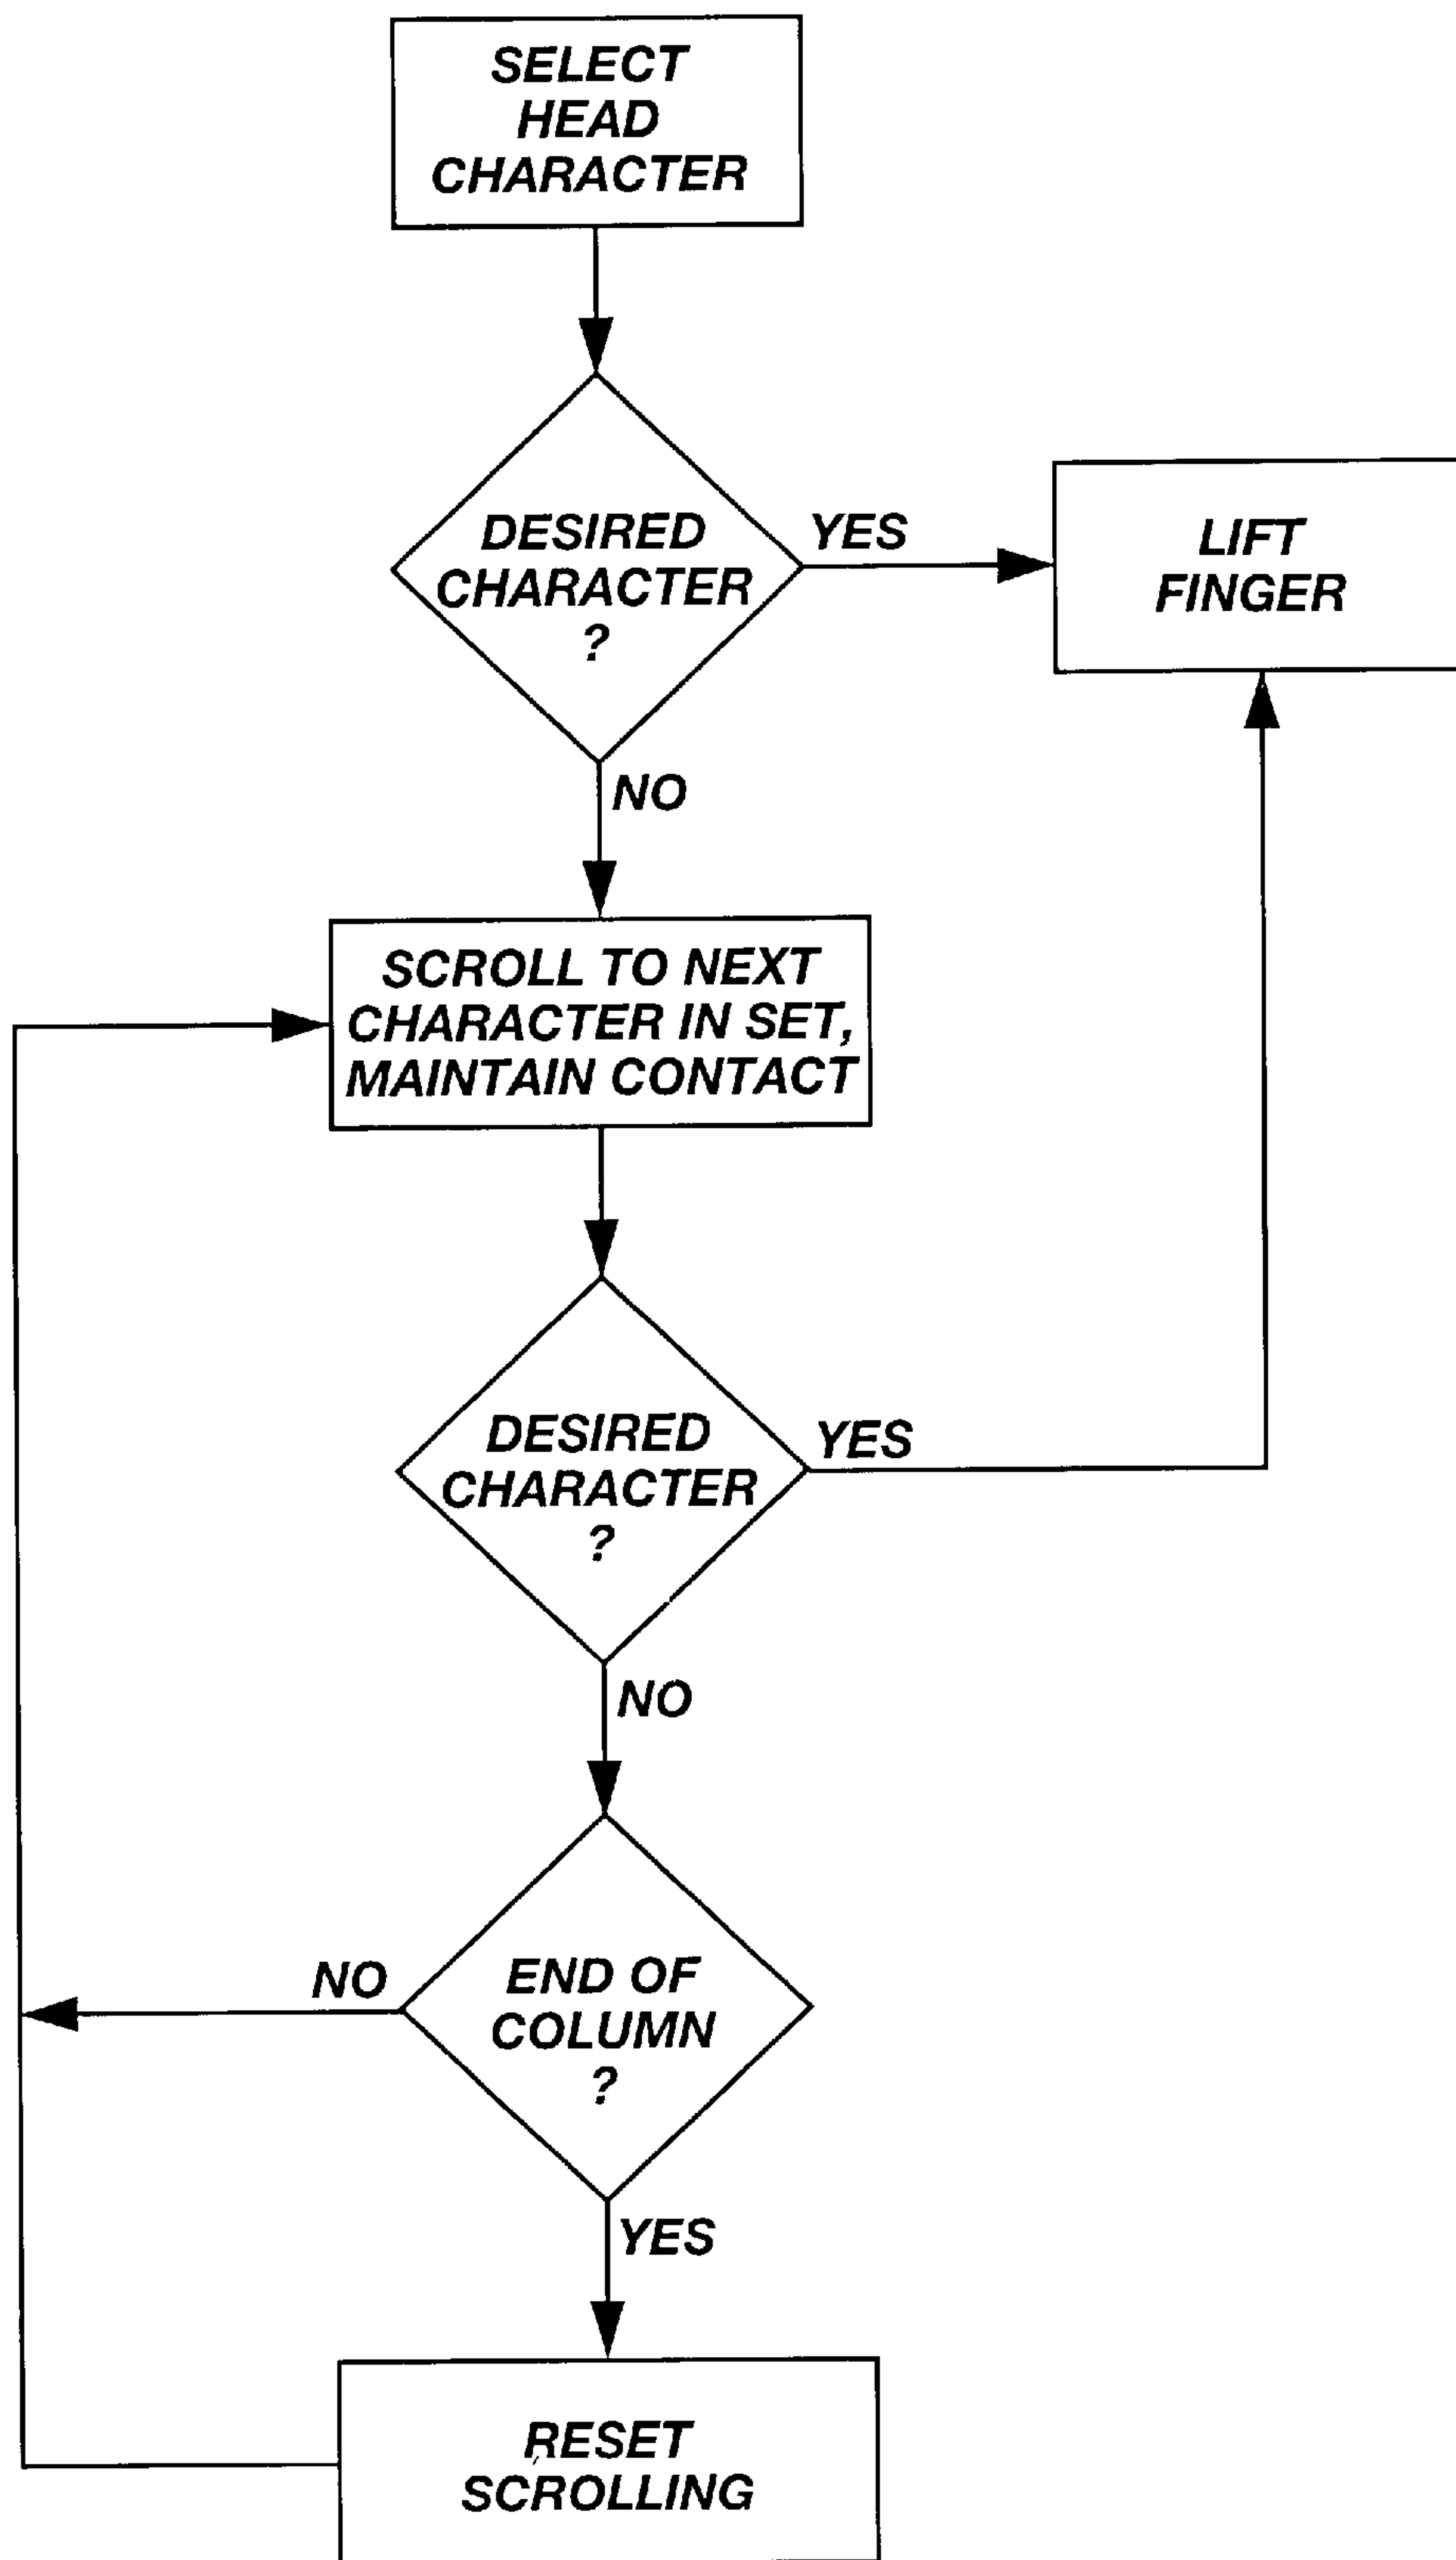 SELECT
HEAD
CHARACTER
DESIRED
CHARACTER
?
YES
LIFT
FINGER
NO
SCROLL TO NEXT
CHARACTER IN SET,
MAINTAIN CONTACT
DESIRED
CHARACTER
?
YES
NO
END OF
COLUMN
?
NO
YES
RESET
SCROLLING